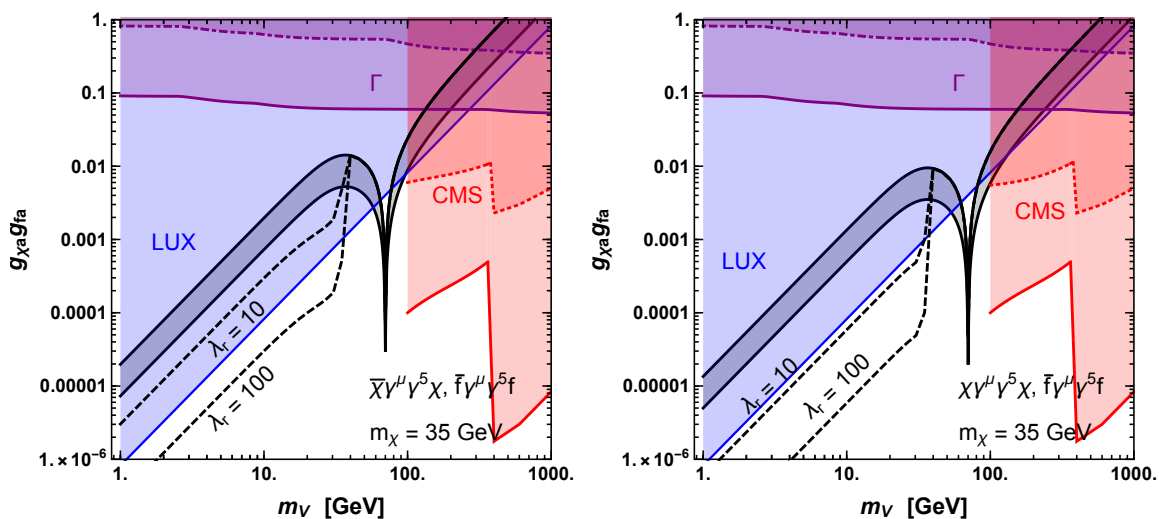 1.
0.1
0.01
0.001
0.0001
0.00001
1.×10⁻⁶
g_χa g_fa
Γ
CMS
LUX
λ_r = 10
λ_r = 100
χ̄γ^μγ^5χ, f̄γ^μγ^5f
m_χ = 35 GeV
1.
10.
100.
1000.
m_V [GeV]
1.
0.1
0.01
0.001
0.0001
0.00001
1.×10⁻⁶
g_χa g_fa
Γ
CMS
LUX
λ_r = 10
λ_r = 100
χγ^μγ^5χ, f̄γ^μγ^5f
m_χ = 35 GeV
1.
10.
100.
1000.
m_V [GeV]